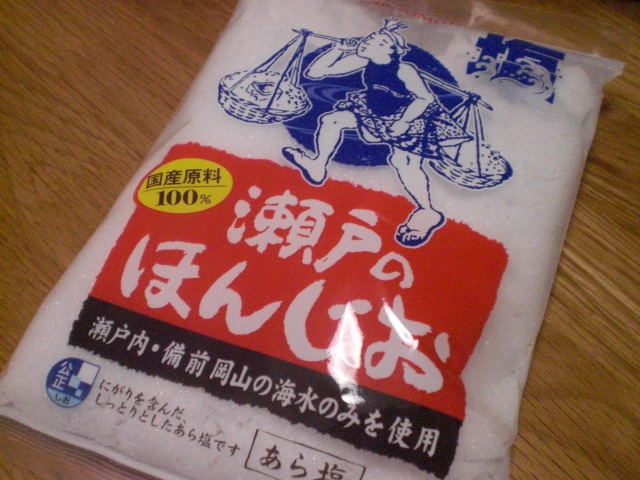 塩
国産原料
100%
瀬戸の
ほんじお
瀬戸内・備前岡山の海水のみを使用
公正
しお
にがりを含んだ
しっとりとしたあら塩です
あら塩